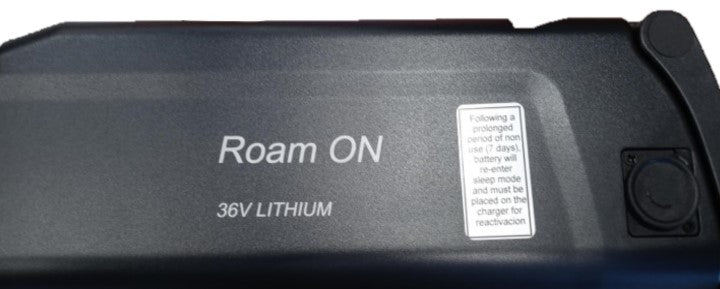 Roam ON
36V LITHIUM
Following a
prolonged
period of non
use (7 days),
battery will
re-enter
sleep mode
and must be
placed on the
charger for
reactivacion